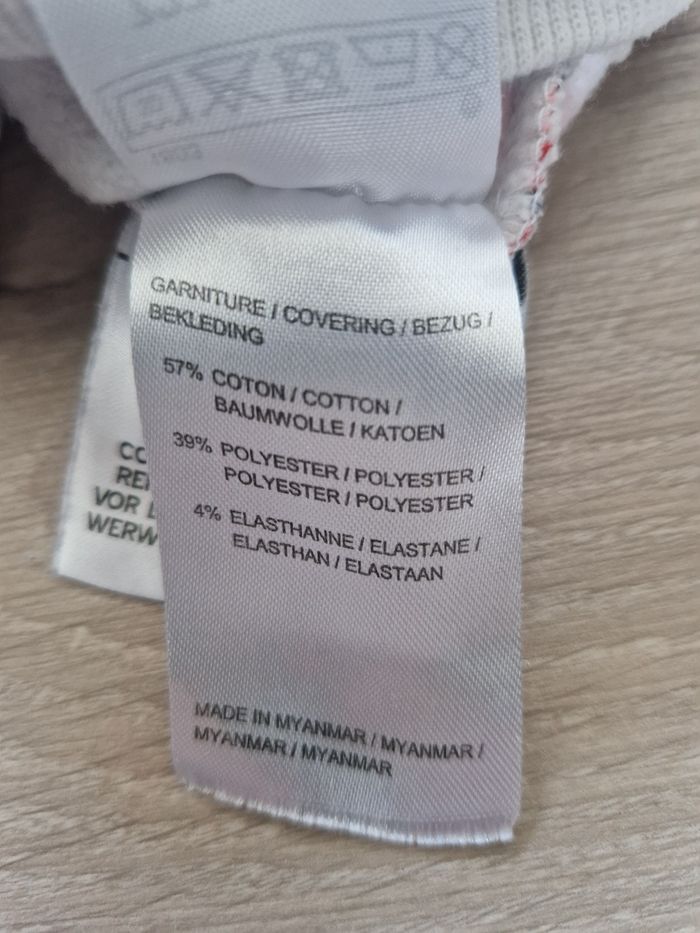 GARNITURE / COVERING / BEZUG /
BEKLEDING
57% COTON / COTTON /
BAUMWOLLE / KATOEN
39% POLYESTER / POLYESTER /
POLYESTER / POLYESTER
4% ELASTHANNE / ELASTANE /
ELASTHAN / ELASTAAN
MADE IN MYANMAR / MYANMAR /
MYANMAR / MYANMAR
VOR